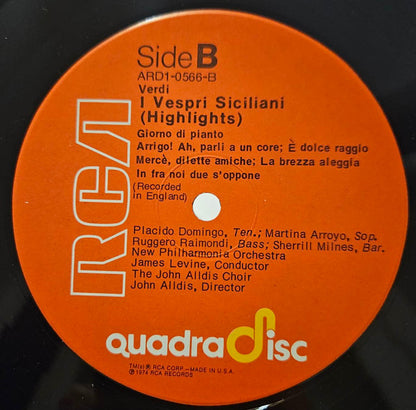 Side B
ARD1-0566-B
Verdi
I Vespri Siciliani
(Highlights)
Giorno di pianto
Arrigo! Ah, parli a un core; È dolce raggio
Mercè, dilette amiche; La brezza aleggia
In fra noi due s'oppone
(Recorded
in England)
Placido Domingo, Ten.; Martina Arroyo, Sop.
Ruggero Raimondi, Bass; Sherrill Milnes, Bar.
New Philharmonia Orchestra
James Levine, Conductor
The John Alldis Choir
John Alldis, Director
RCA
quadradisc
TM(s) ® RCA CORP.—MADE IN U.S.A.
℗ 1974 RCA RECORDS